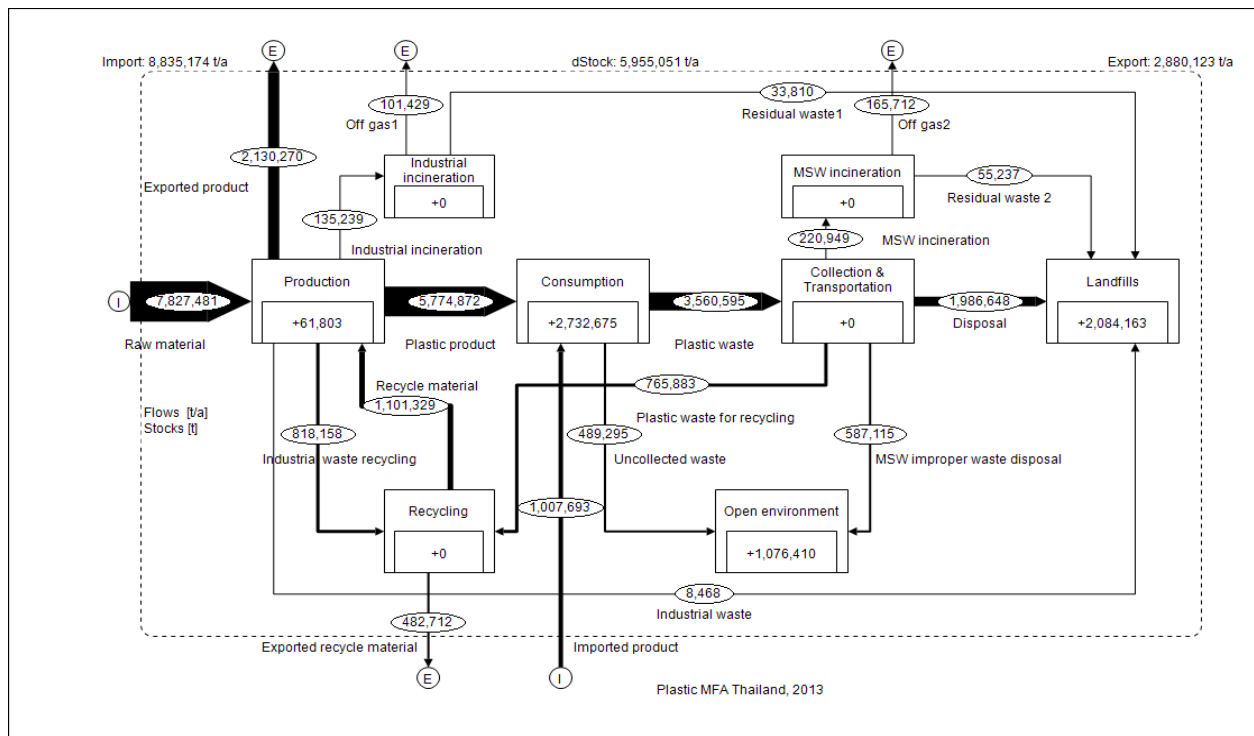 E
E
E
Import: 8,835,174 t/a
dStock: 5,955,051 t/a
Export: 2,880,123 t/a
101,429
33,810
165,712
Off gas1
Residual waste1
Off gas2
2,130,270
Exported product
Industrial
incineration
+0
MSW incineration
+0
55,237
Residual waste 2
135,239
Industrial incineration
220,949
MSW incineration
I
7,827,481
Raw material
Production
+61,803
5,774,872
Plastic product
Consumption
+2,732,675
3,560,595
Plastic waste
Collection &
Transportation
+0
1,986,648
Disposal
Landfills
+2,084,163
Recycle material
1,101,329
765,883
Plastic waste for recycling
Flows [t/a]
Stocks [t]
818,158
Industrial waste recycling
489,295
Uncollected waste
587,115
MSW improper waste disposal
Recycling
+0
1,007,693
Open environment
+1,076,410
8,468
Industrial waste
482,712
Exported recycle material
Imported product
E
I
Plastic MFA Thailand, 2013